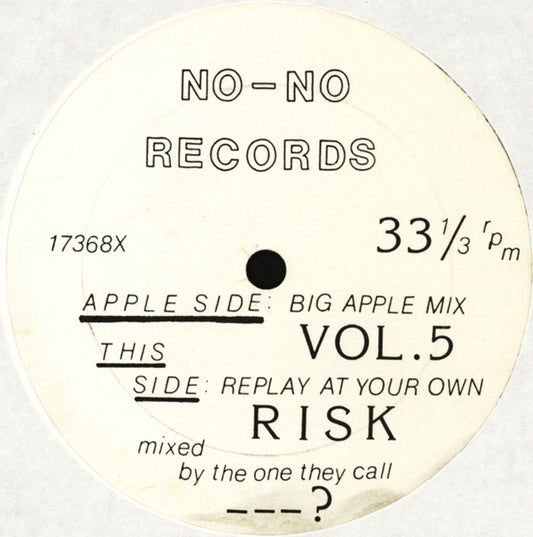 NO-NO
RECORDS
17368X
33 1/3 rpm
APPLE SIDE: BIG APPLE MIX
VOL.5
THIS
SIDE: REPLAY AT YOUR OWN
RISK
mixed
by the one they call
---?